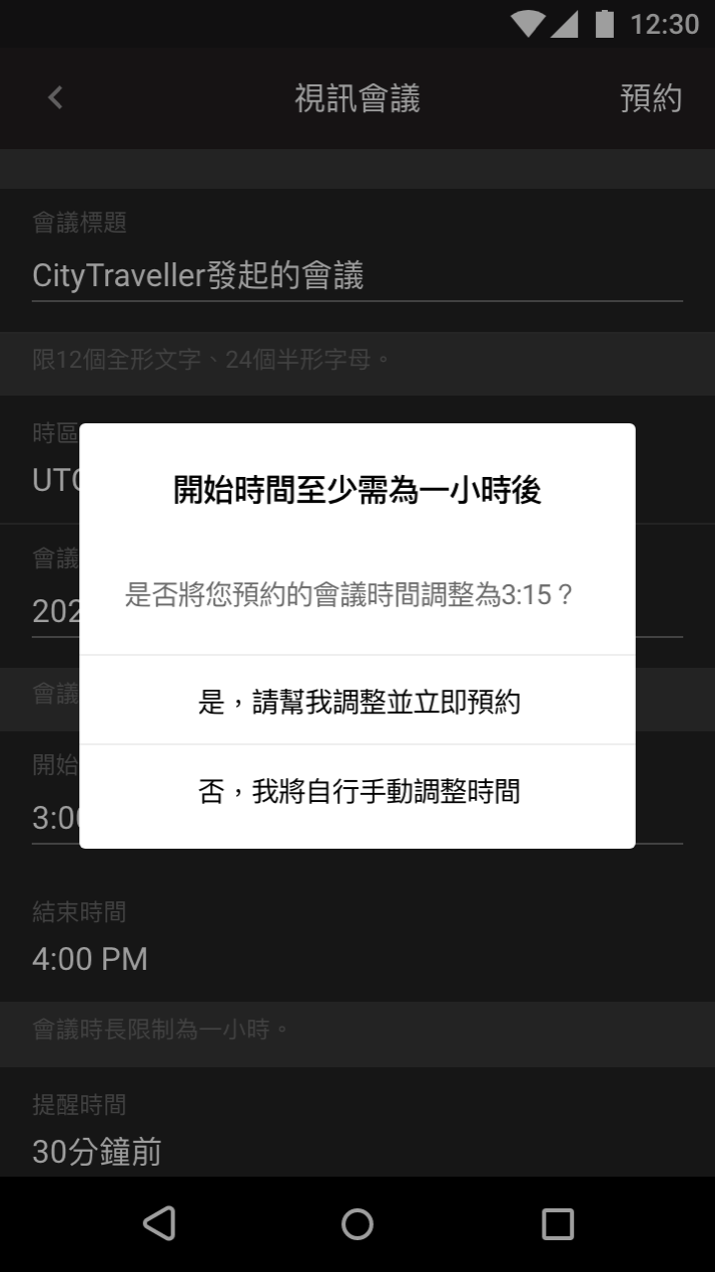 12:30
視訊會議
預約
會議標題
CityTraveller發起的會議
限12個全形文字、24個半形字母。
時區
UTC
開始時間至少需為一小時後
會議
是否將您預約的會議時間調整為3:15？
202
會議
是，請幫我調整並立即預約
開始
否，我將自行手動調整時間
3:00
結束時間
4:00 PM
會議時長限制為一小時。
提醒時間
30分鐘前